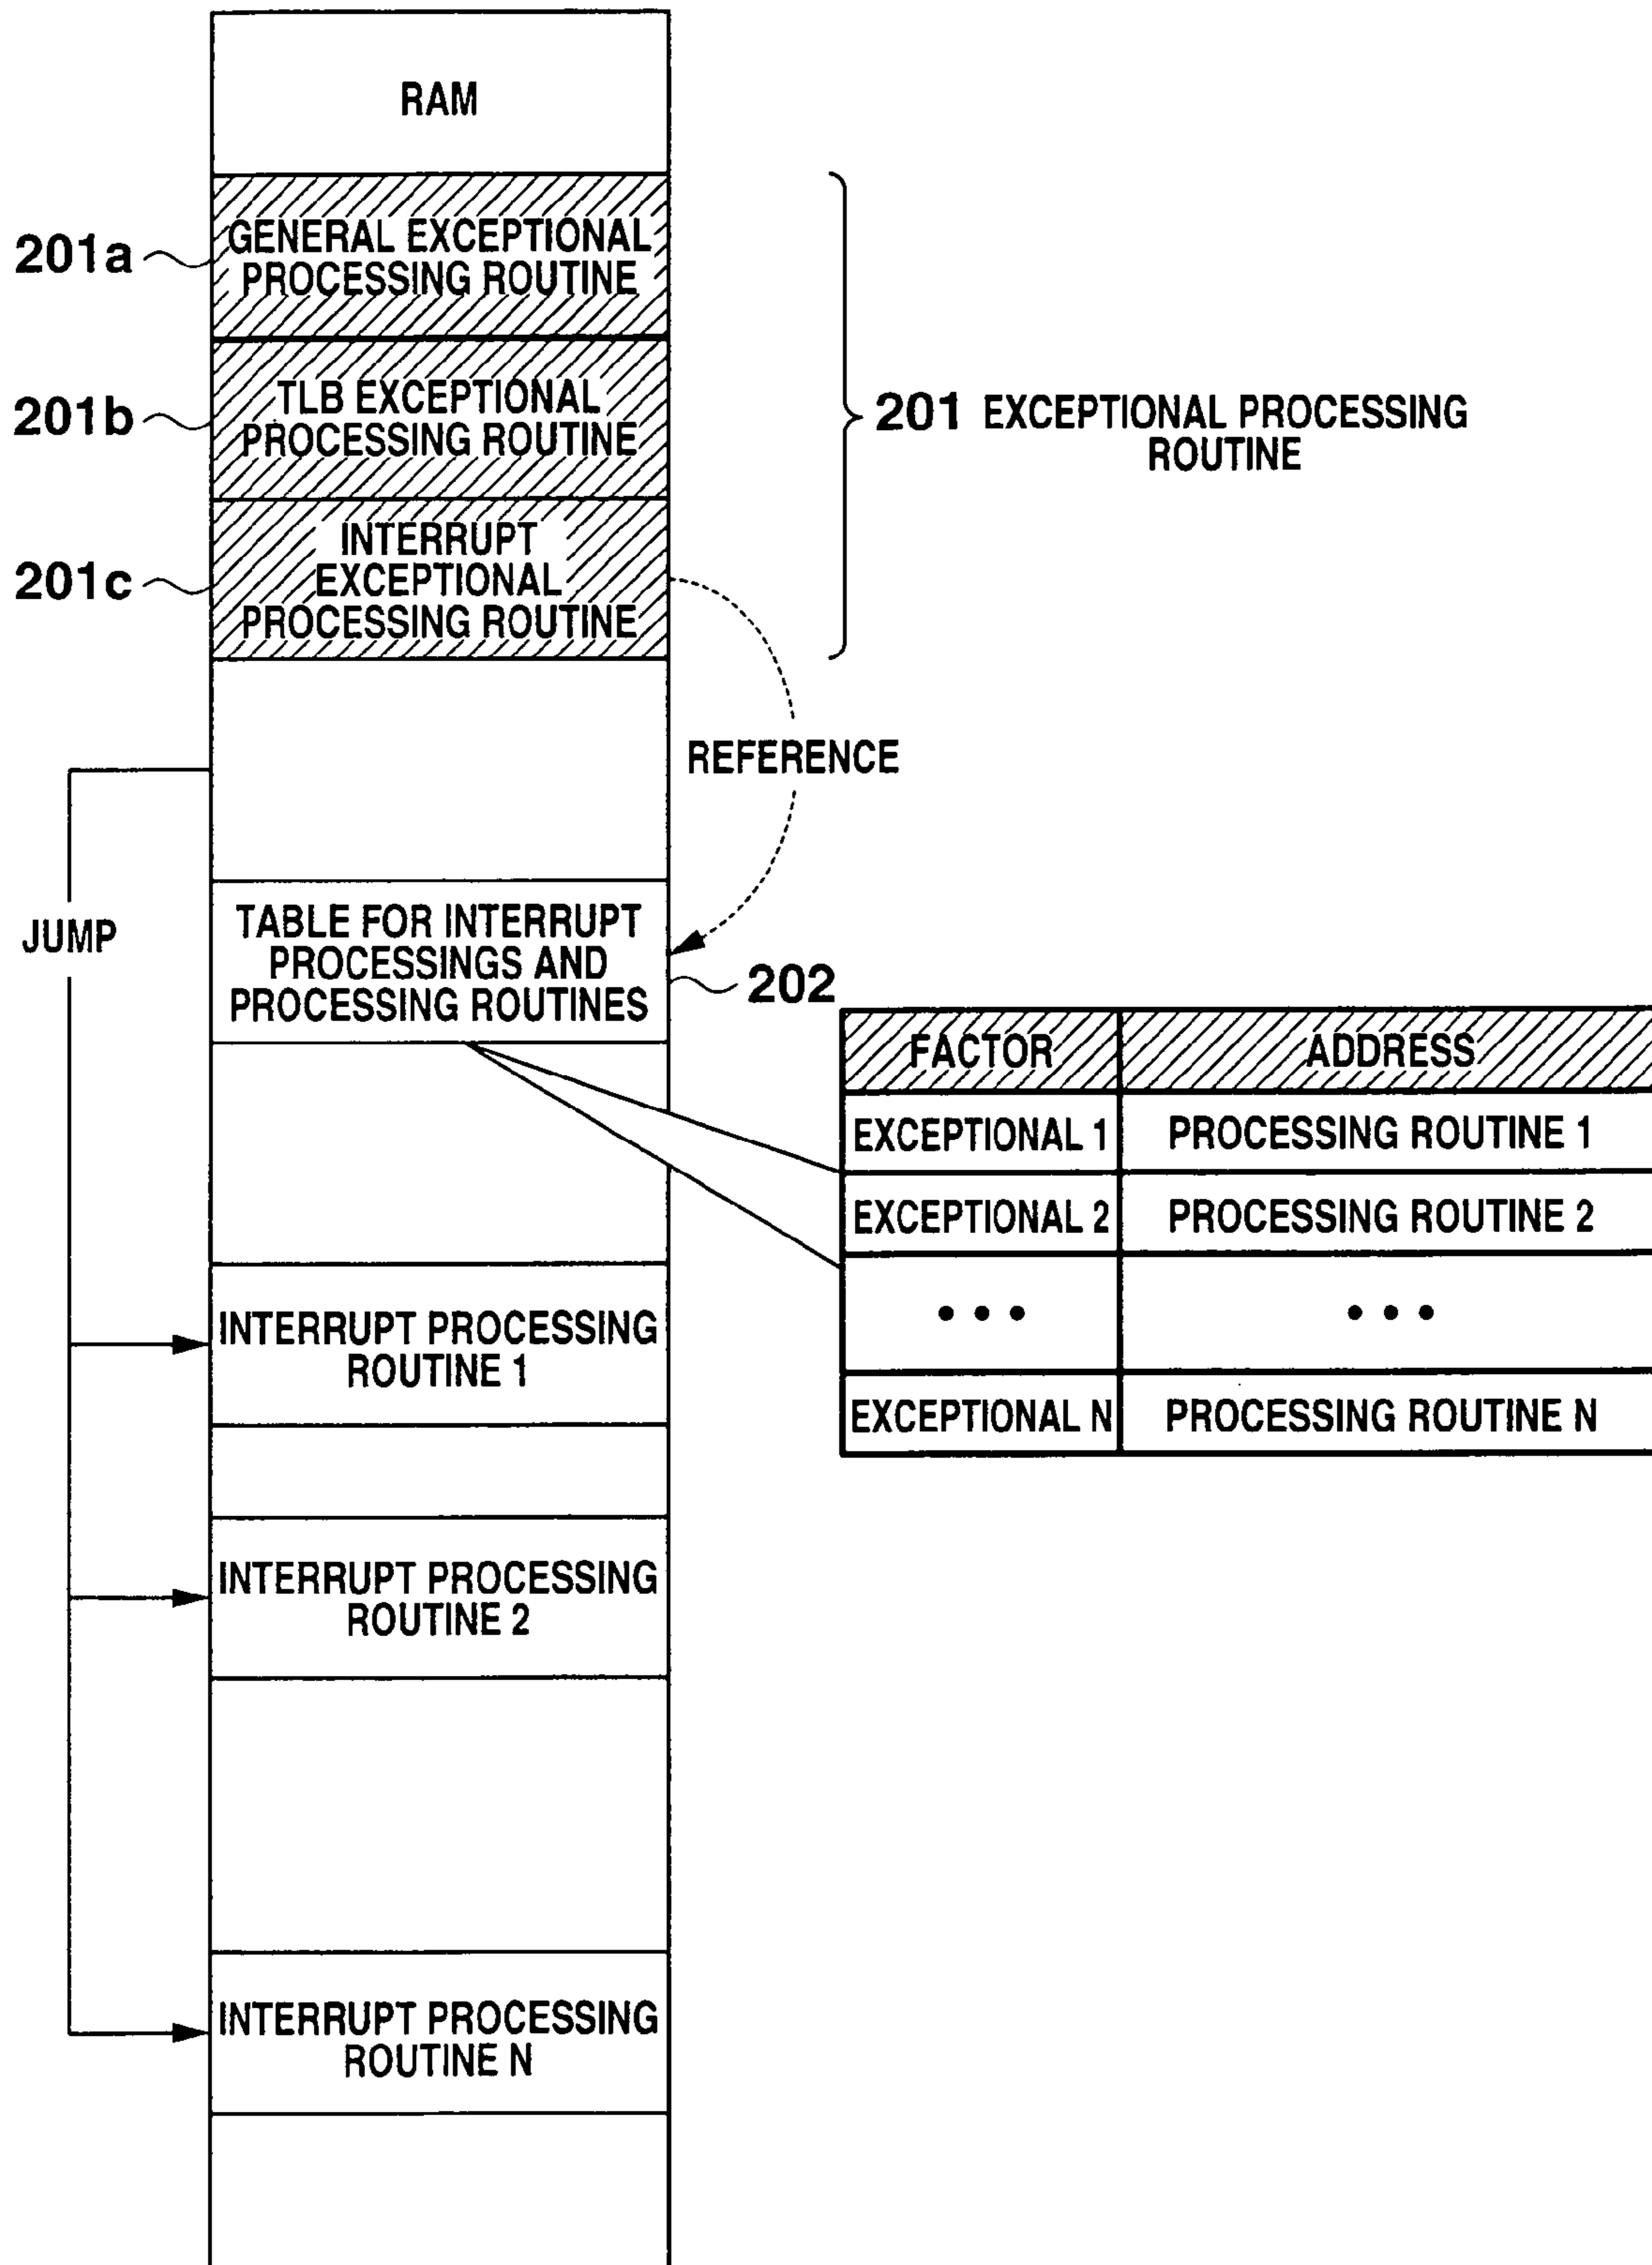 RAM
201a
GENERAL EXCEPTIONAL
PROCESSING ROUTINE
201b
TLB EXCEPTIONAL
PROCESSING ROUTINE
201c
INTERRUPT
EXCEPTIONAL
PROCESSING ROUTINE
201 EXCEPTIONAL PROCESSING
ROUTINE
REFERENCE
JUMP
TABLE FOR INTERRUPT
PROCESSINGS AND
PROCESSING ROUTINES
202
FACTOR ADDRESS
EXCEPTIONAL 1 PROCESSING ROUTINE 1
EXCEPTIONAL 2 PROCESSING ROUTINE 2
• • • • • •
EXCEPTIONAL N PROCESSING ROUTINE N
INTERRUPT PROCESSING
ROUTINE 1
INTERRUPT PROCESSING
ROUTINE 2
INTERRUPT PROCESSING
ROUTINE N